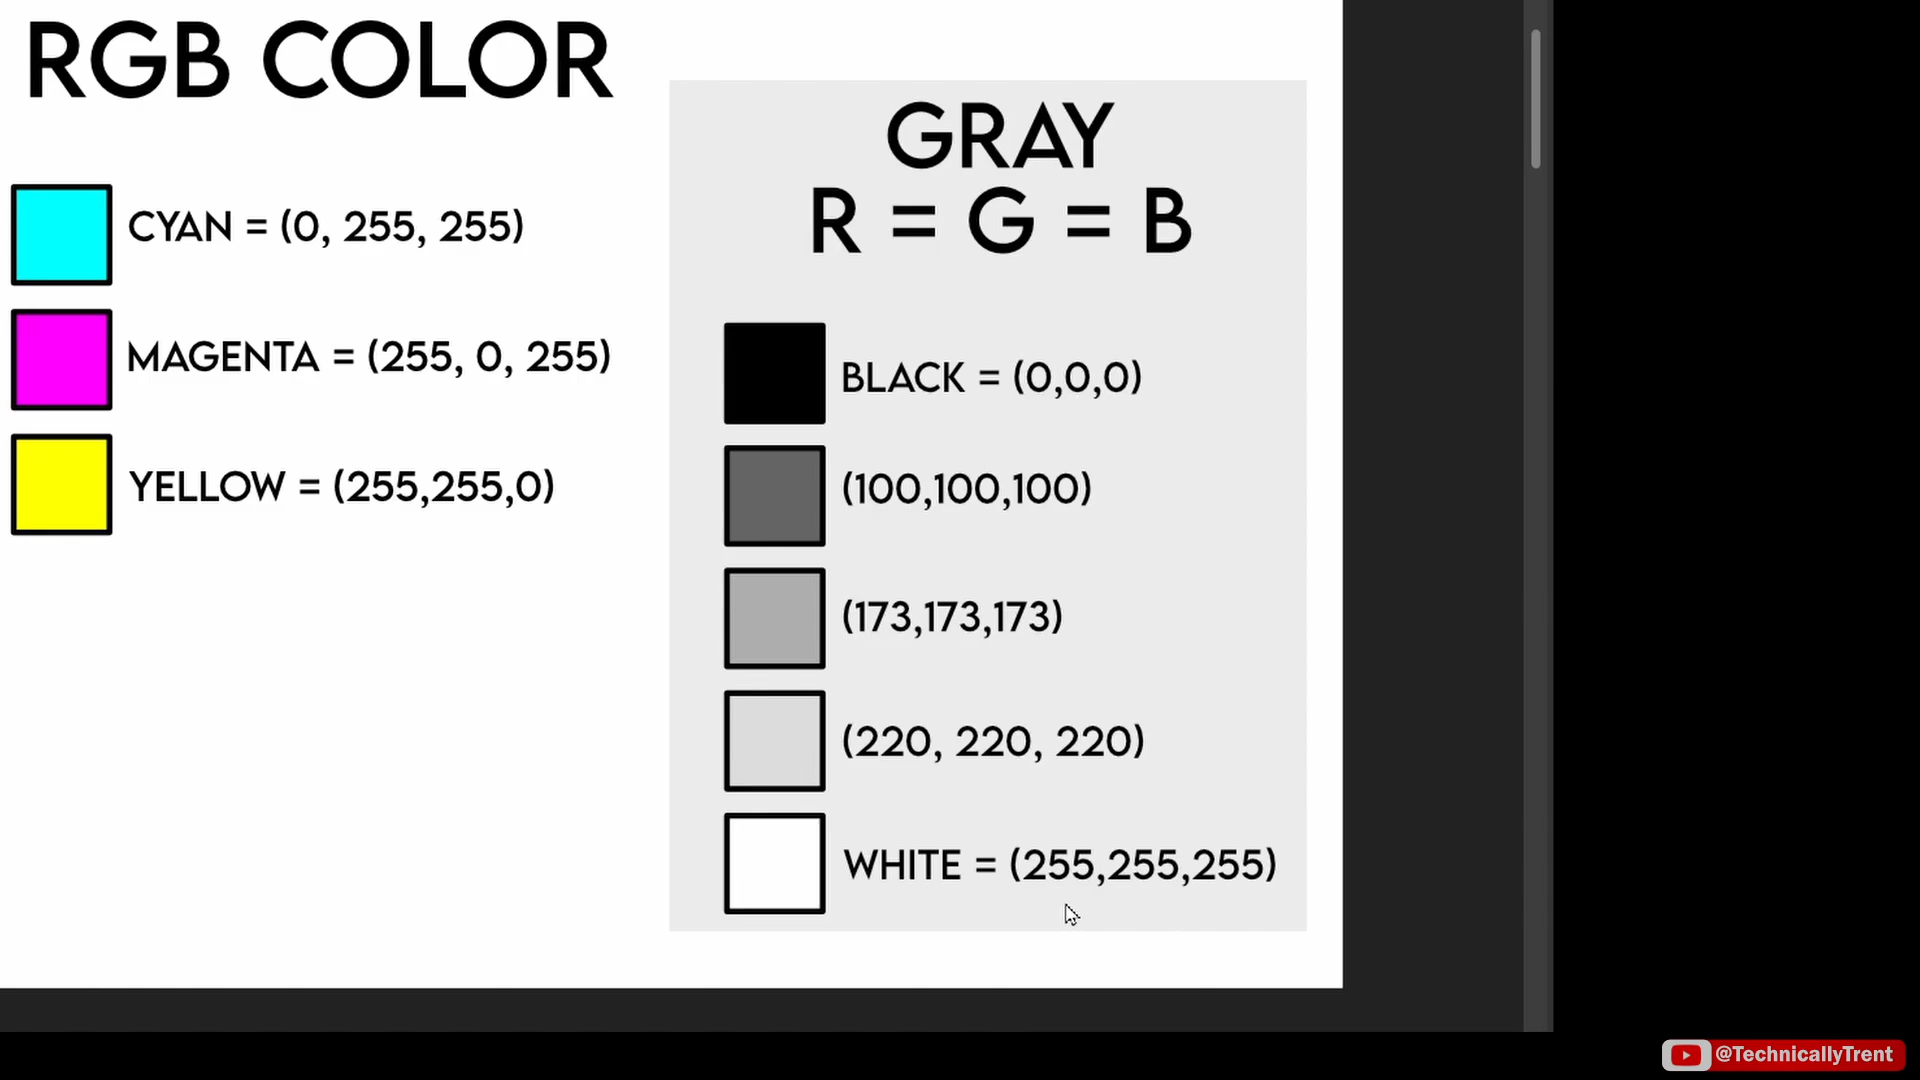 RGB COLOR
CYAN = (0, 255, 255)
MAGENTA = (255, 0, 255)
YELLOW = (255,255,0)
GRAY
R = G = B
BLACK = (0,0,0)
(100,100,100)
(173,173,173)
(220, 220, 220)
WHITE = (255,255,255)
@TechnicallyTrent